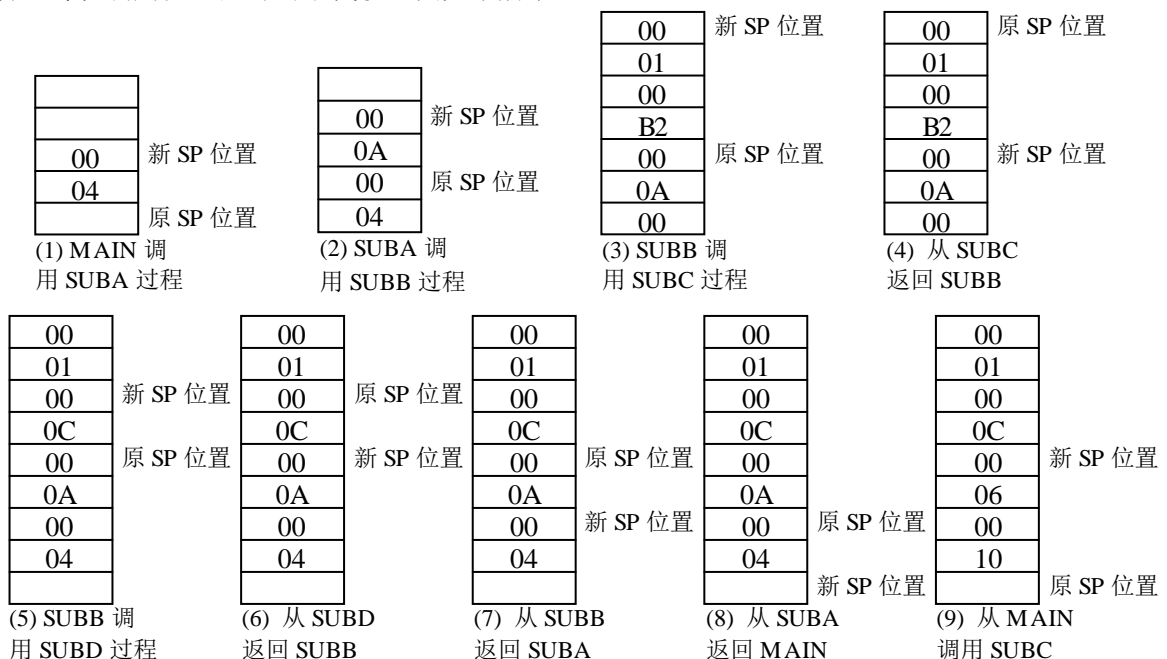 00
04
新 SP 位置
原 SP 位置
(1) MAIN 调
用 SUBA 过程
00
0A
00
04
新 SP 位置
原 SP 位置
(2) SUBA 调
用 SUBB 过程
00
01
00
B2
00
0A
00
新 SP 位置
原 SP 位置
(3) SUBB 调
用 SUBC 过程
00
01
00
B2
00
0A
00
原 SP 位置
新 SP 位置
(4) 从 SUBC
返回 SUBB
00
01
00
0C
00
0A
00
04
新 SP 位置
原 SP 位置
(5) SUBB 调
用 SUBD 过程
00
01
00
0C
00
0A
00
04
原 SP 位置
新 SP 位置
(6) 从 SUBD
返回 SUBB
00
01
00
0C
00
0A
00
04
原 SP 位置
新 SP 位置
(7) 从 SUBB
返回 SUBA
00
01
00
0C
00
0A
00
04
原 SP 位置
新 SP 位置
(8) 从 SUBA
返回 MAIN
00
01
00
0C
00
06
00
10
新 SP 位置
原 SP 位置
(9) 从 MAIN
调用 SUBC